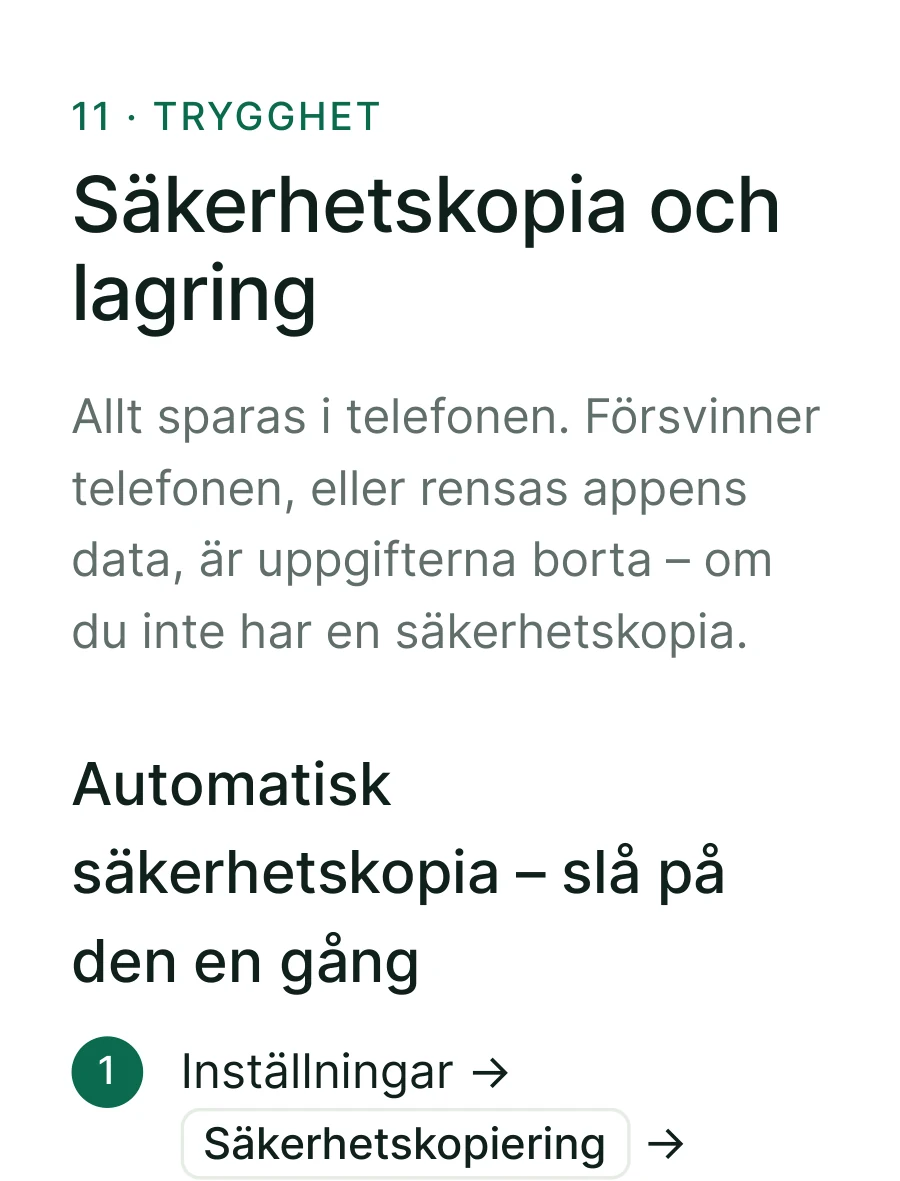 11 · TRYGGHET
Säkerhetskopia och
lagring
Allt sparas i telefonen. Försvinner
telefonen, eller rensas appens
data, är uppgifterna borta – om
du inte har en säkerhetskopia.
Automatisk
säkerhetskopia – slå på
den en gång
1 Inställningar →
Säkerhetskopiering →